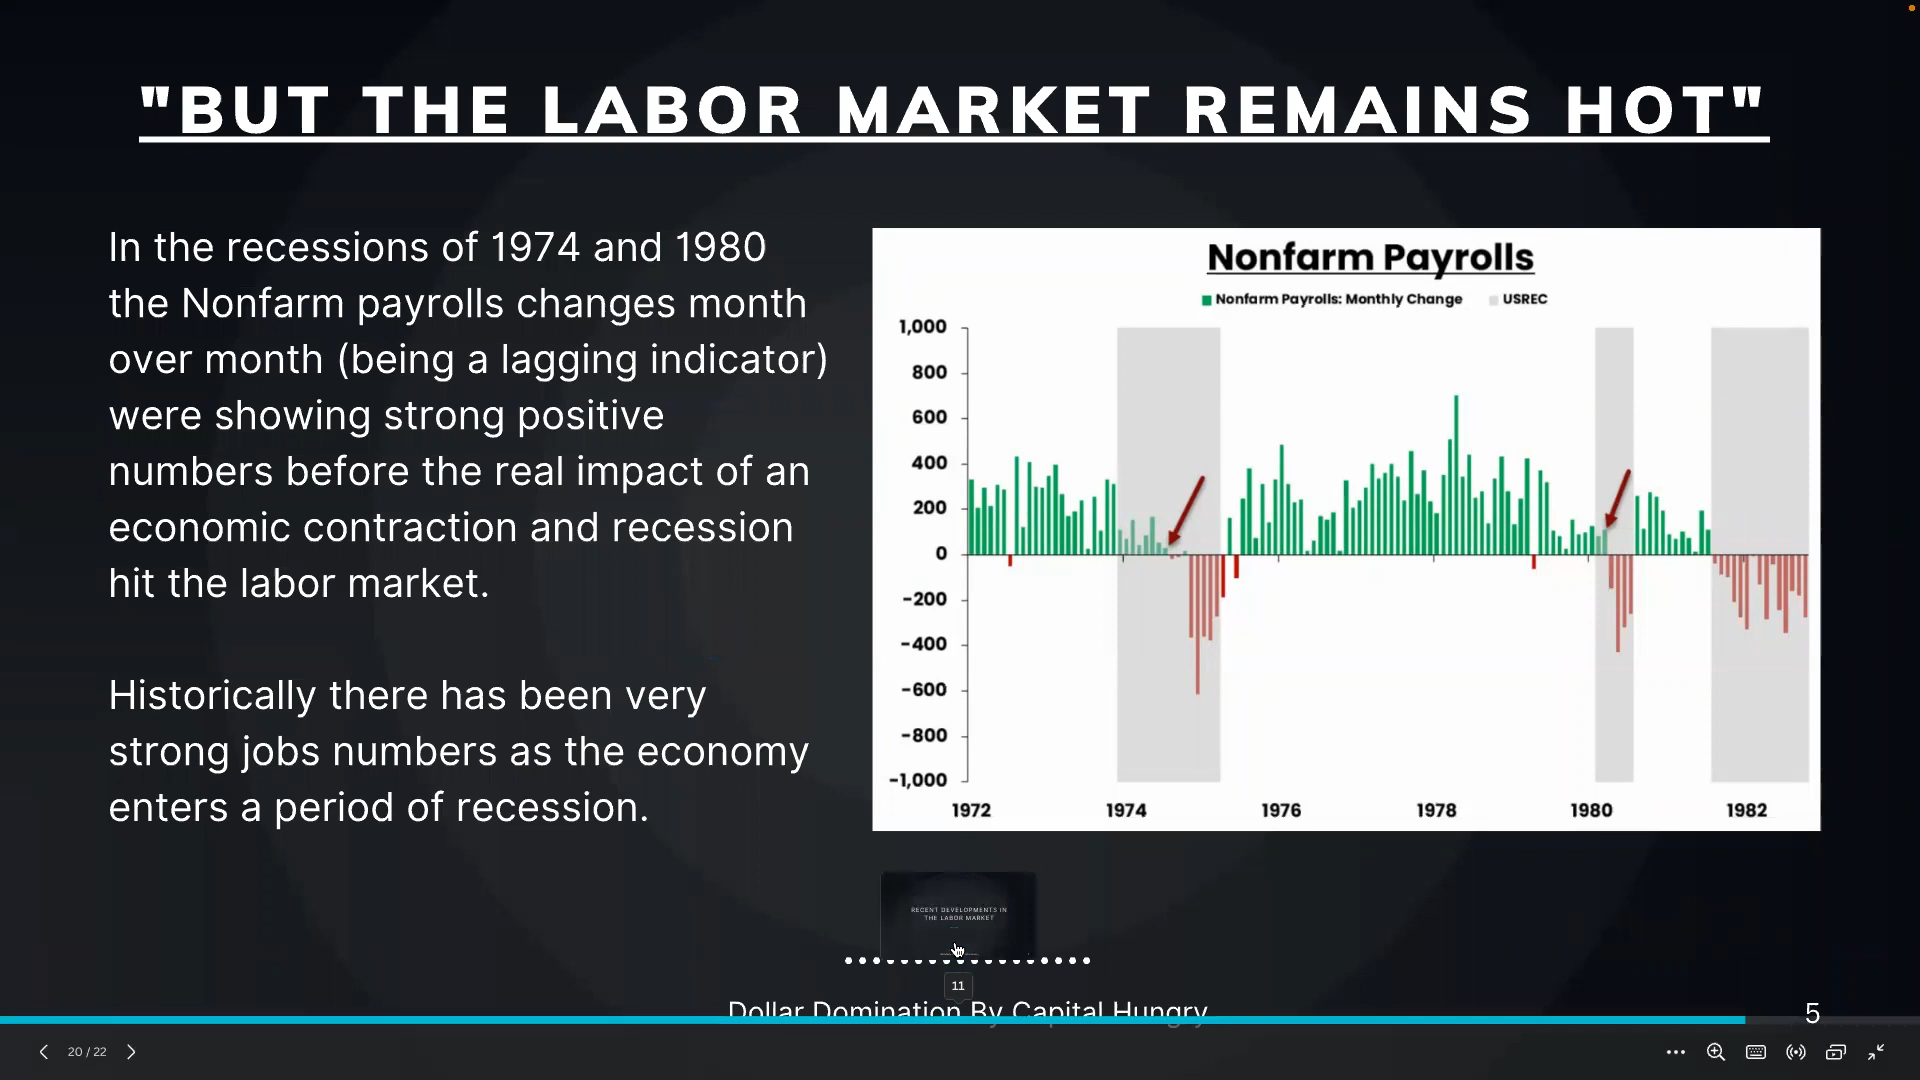 "BUT THE LABOR MARKET REMAINS HOT"
In the recessions of 1974 and 1980
the Nonfarm payrolls changes month
over month (being a lagging indicator)
were showing strong positive
numbers before the real impact of an
economic contraction and recession
hit the labor market.
Historically there has been very
strong jobs numbers as the economy
enters a period of recession.
Nonfarm Payrolls
Nonfarm Payrolls: Monthly Change USREC
1,000
800
600
400
200
0
-200
-400
-600
-800
-1,000
1972 1974 1976 1978 1980 1982
RECENT DEVELOPMENTS IN
THE LABOR MARKET
11
Dollar Domination By Capital Hungry
5
20 / 22